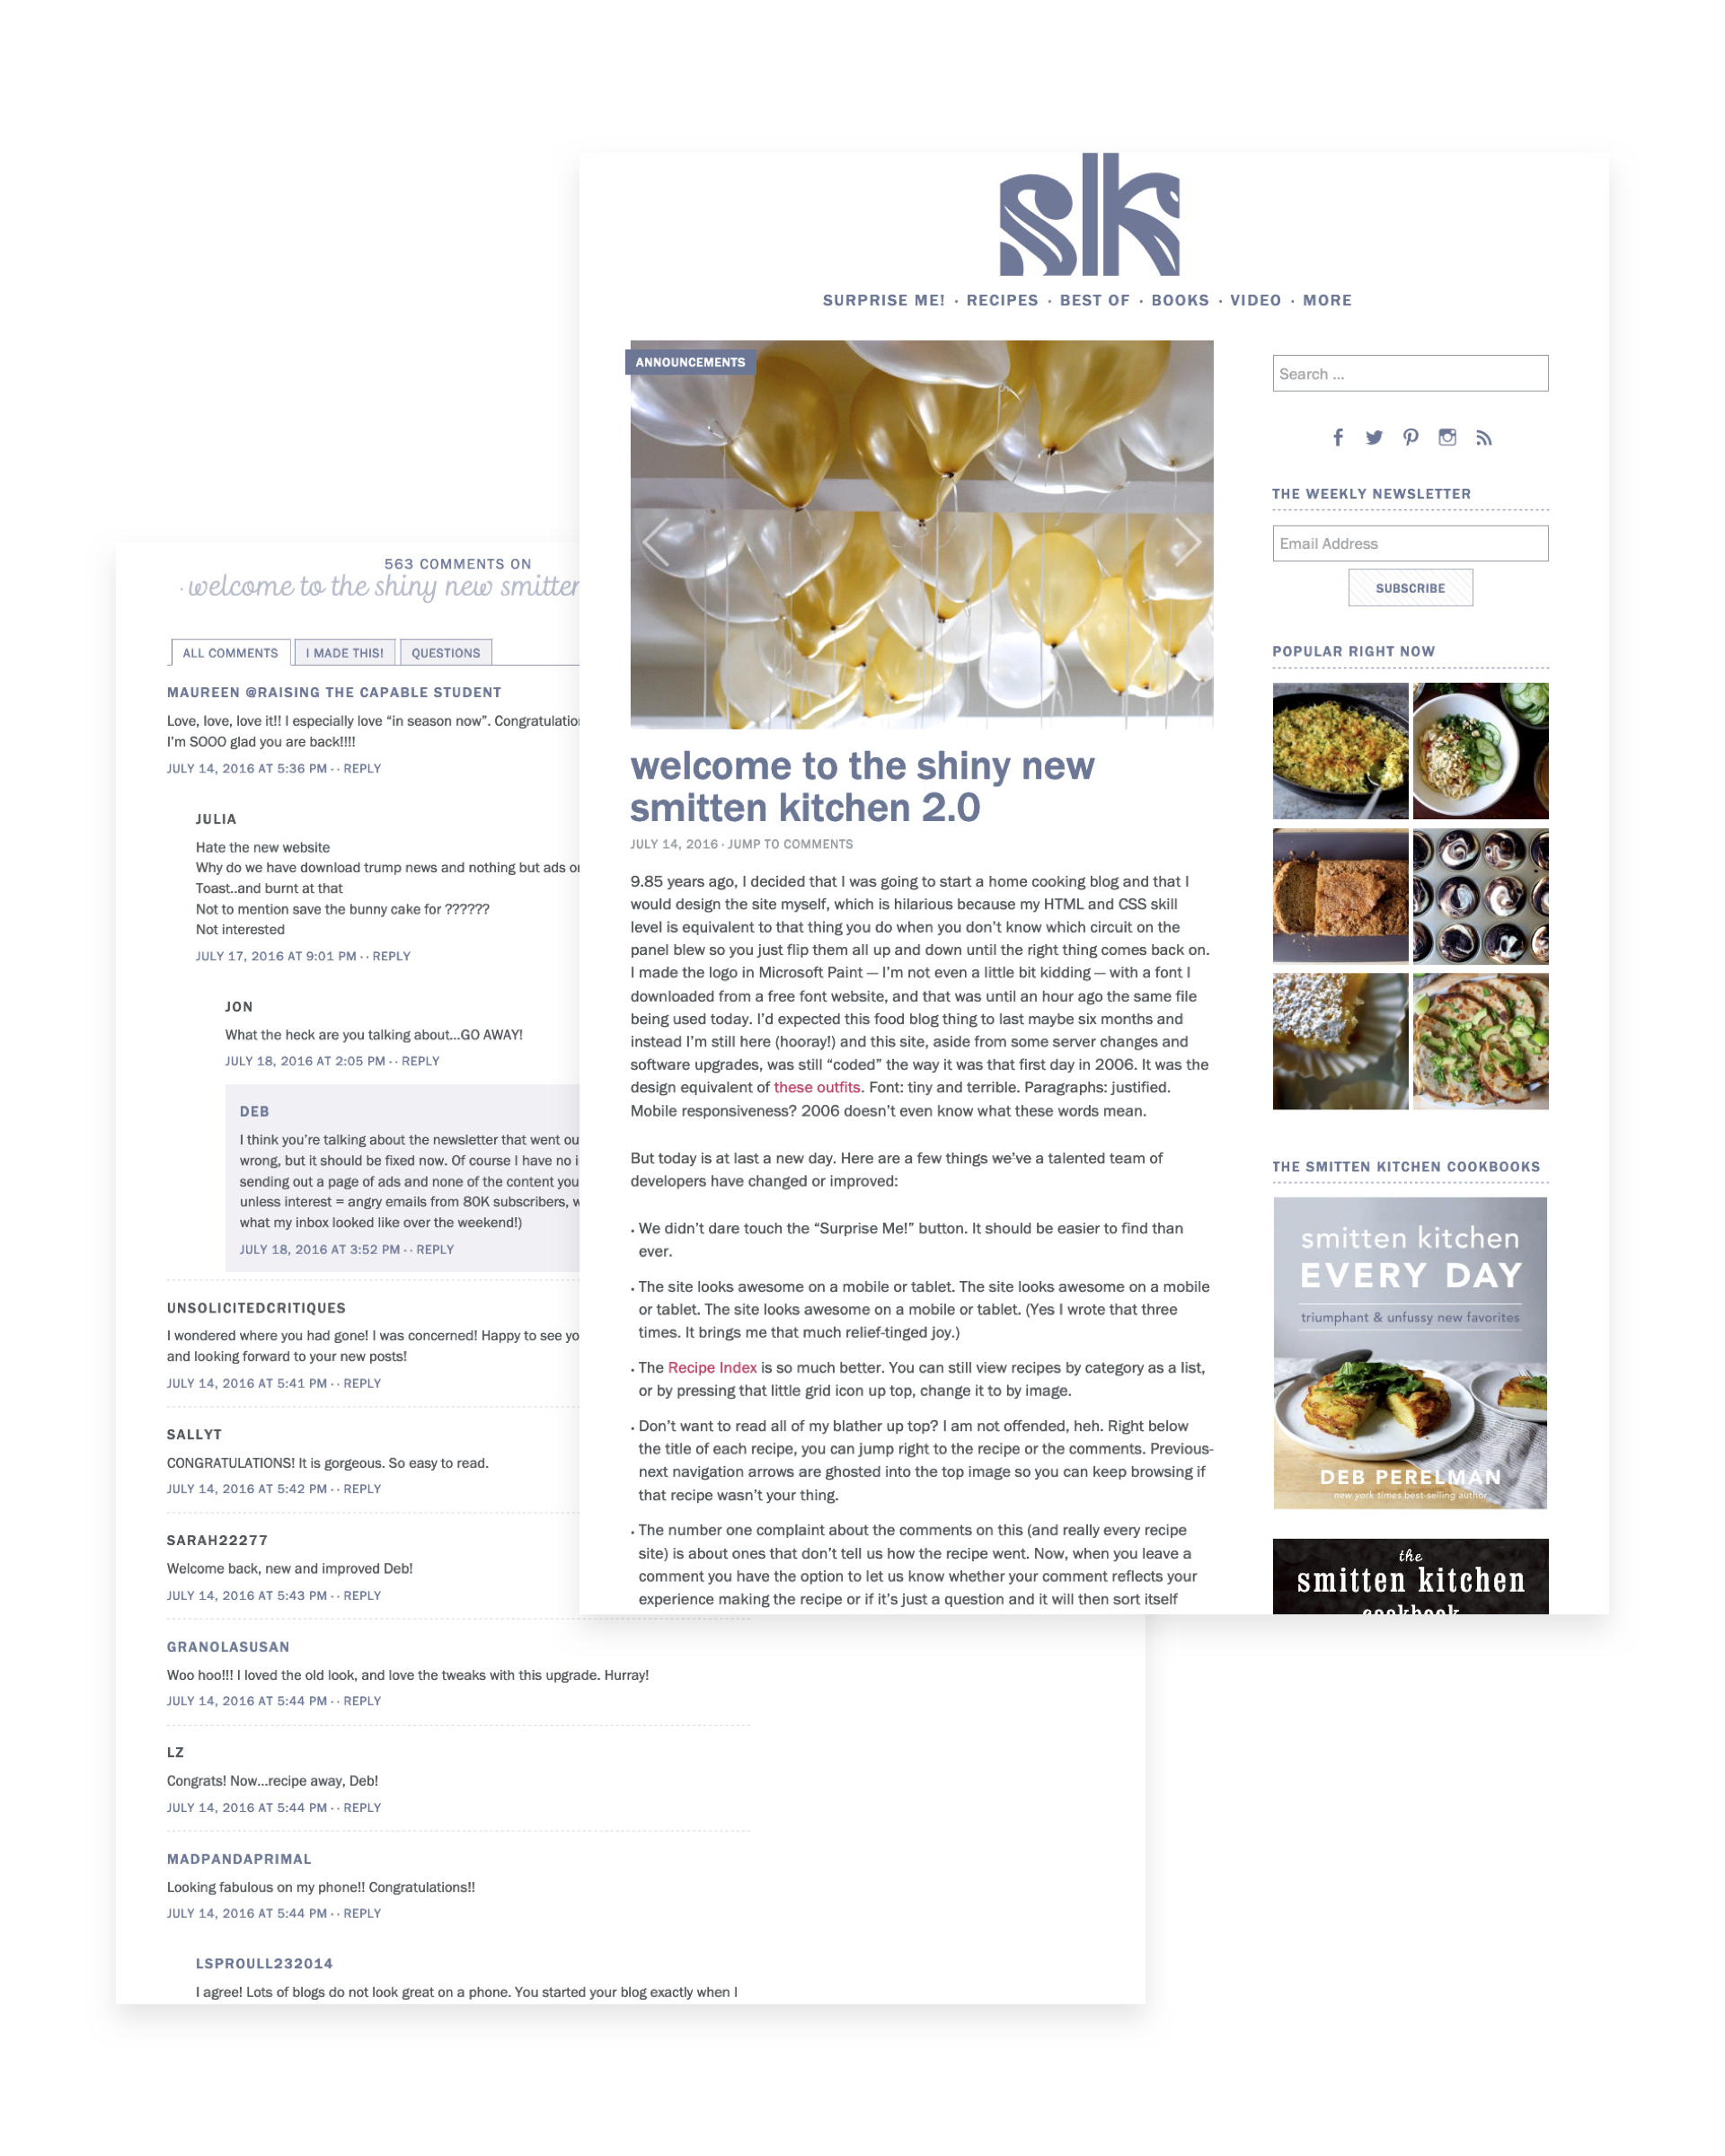 sk
SURPRISE ME! · RECIPES · BEST OF · BOOKS · VIDEO · MORE
ANNOUNCEMENTS
welcome to the shiny new
smitten kitchen 2.0
JULY 14, 2016 · JUMP TO COMMENTS
9.85 years ago, I decided that I was going to start a home cooking blog and that I
would design the site myself, which is hilarious because my HTML and CSS skill
level is equivalent to that thing you do when you don’t know which circuit on the
panel blew so you just flip them all up and down until the right thing comes back on.
I made the logo in Microsoft Paint — I’m not even a little bit kidding — with a font I
downloaded from a free font website, and that was until an hour ago the same file
being used today. I’d expected this food blog thing to last maybe six months and
instead I’m still here (hooray!) and this site, aside from some server changes and
software upgrades, was still “coded” the way it was that first day in 2006. It was the
design equivalent of these outfits. Font: tiny and terrible. Paragraphs: justified.
Mobile responsiveness? 2006 doesn’t even know what these words mean.
But today is at last a new day. Here are a few things we’ve a talented team of
developers have changed or improved:
· We didn’t dare touch the “Surprise Me!” button. It should be easier to find than
ever.
· The site looks awesome on a mobile or tablet. The site looks awesome on a mobile
or tablet. The site looks awesome on a mobile or tablet. (Yes I wrote that three
times. It brings me that much relief-tinged joy.)
· The Recipe Index is so much better. You can still view recipes by category as a list,
or by pressing that little grid icon up top, change it to by image.
· Don’t want to read all of my blather up top? I am not offended, heh. Right below
the title of each recipe, you can jump right to the recipe or the comments. Previous-
next navigation arrows are ghosted into the top image so you can keep browsing if
that recipe wasn’t your thing.
· The number one complaint about the comments on this (and really every recipe
site) is about ones that don’t tell us how the recipe went. Now, when you leave a
comment you have the option to let us know whether your comment reflects your
experience making the recipe or if it’s just a question and it will then sort itself
Search ...
THE WEEKLY NEWSLETTER
Email Address
SUBSCRIBE
POPULAR RIGHT NOW
THE SMITTEN KITCHEN COOKBOOKS
smitten kitchen
EVERY DAY
triumphant & unfussy new favorites
DEB PERELMAN
new york times best-selling author
the
smitten kitchen
cookbook
563 COMMENTS ON
· welcome to the shiny new smitten
ALL COMMENTS
I MADE THIS!
QUESTIONS
MAUREEN @RAISING THE CAPABLE STUDENT
Love, love, love it!! I especially love “in season now”. Congratulation
I’m SOOO glad you are back!!!!
JULY 14, 2016 AT 5:36 PM · · REPLY
JULIA
Hate the new website
Why do we have download trump news and nothing but ads on
Toast..and burnt at that
Not to mention save the bunny cake for ??????
Not interested
JULY 17, 2016 AT 9:01 PM · · REPLY
JON
What the heck are you talking about…GO AWAY!
JULY 18, 2016 AT 2:05 PM · · REPLY
DEB
I think you’re talking about the newsletter that went ou
wrong, but it should be fixed now. Of course I have no i
sending out a page of ads and none of the content you
unless interest = angry emails from 80K subscribers, w
what my inbox looked like over the weekend!)
JULY 18, 2016 AT 3:52 PM · · REPLY
UNSOLICITEDCRITIQUES
I wondered where you had gone! I was concerned! Happy to see yo
and looking forward to your new posts!
JULY 14, 2016 AT 5:41 PM · · REPLY
SALLYT
CONGRATULATIONS! It is gorgeous. So easy to read.
JULY 14, 2016 AT 5:42 PM · · REPLY
SARAH22277
Welcome back, new and improved Deb!
JULY 14, 2016 AT 5:43 PM · · REPLY
GRANOLASUSAN
Woo hoo!!! I loved the old look, and love the tweaks with this upgrade. Hurray!
JULY 14, 2016 AT 5:44 PM · · REPLY
LZ
Congrats! Now…recipe away, Deb!
JULY 14, 2016 AT 5:44 PM · · REPLY
MADPANDAPRIMAL
Looking fabulous on my phone!! Congratulations!!
JULY 14, 2016 AT 5:44 PM · · REPLY
LSPROULL232014
I agree! Lots of blogs do not look great on a phone. You started your blog exactly when I